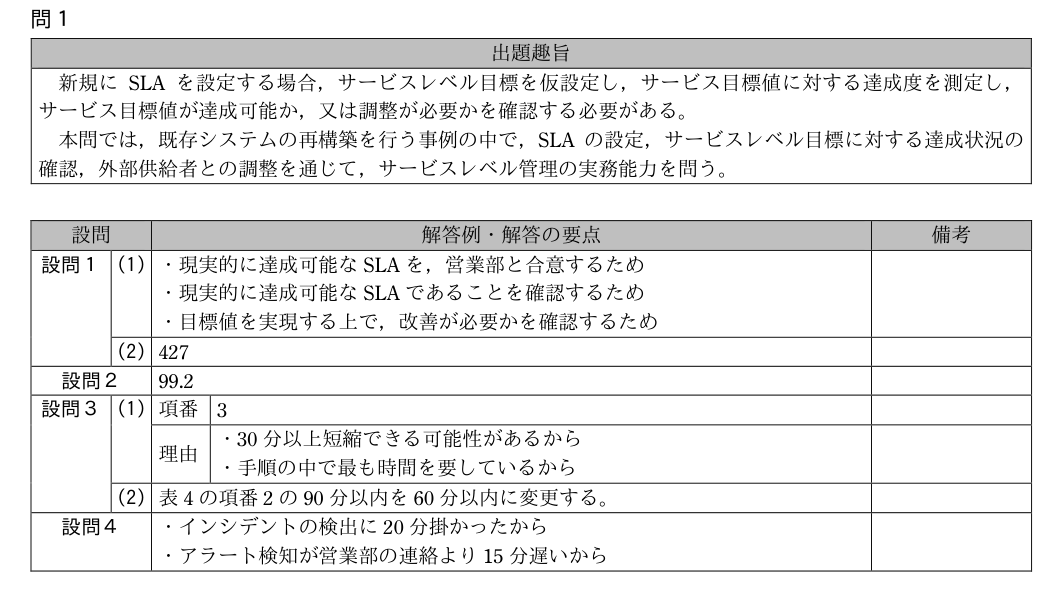 問1
出題趣旨
新規に SLA を設定する場合，サービスレベル目標を仮設定し，サービス目標値に対する達成度を測定し，
サービス目標値が達成可能か，又は調整が必要かを確認する必要がある。
本問では，既存システムの再構築を行う事例の中で，SLA の設定，サービスレベル目標に対する達成状況の
確認，外部供給者との調整を通じて，サービスレベル管理の実務能力を問う。
設問 解答例・解答の要点 備考
設問1 (1) ・現実的に達成可能な SLA を，営業部と合意するため
・現実的に達成可能な SLA であることを確認するため
・目標値を実現する上で，改善が必要かを確認するため
(2) 427
設問2 99.2
設問3 (1) 項番 3
理由 ・30 分以上短縮できる可能性があるから
・手順の中で最も時間を要しているから
(2) 表 4 の項番 2 の 90 分以内を 60 分以内に変更する。
設問4 ・インシデントの検出に 20 分掛かったから
・アラート検知が営業部の連絡より 15 分遅いから